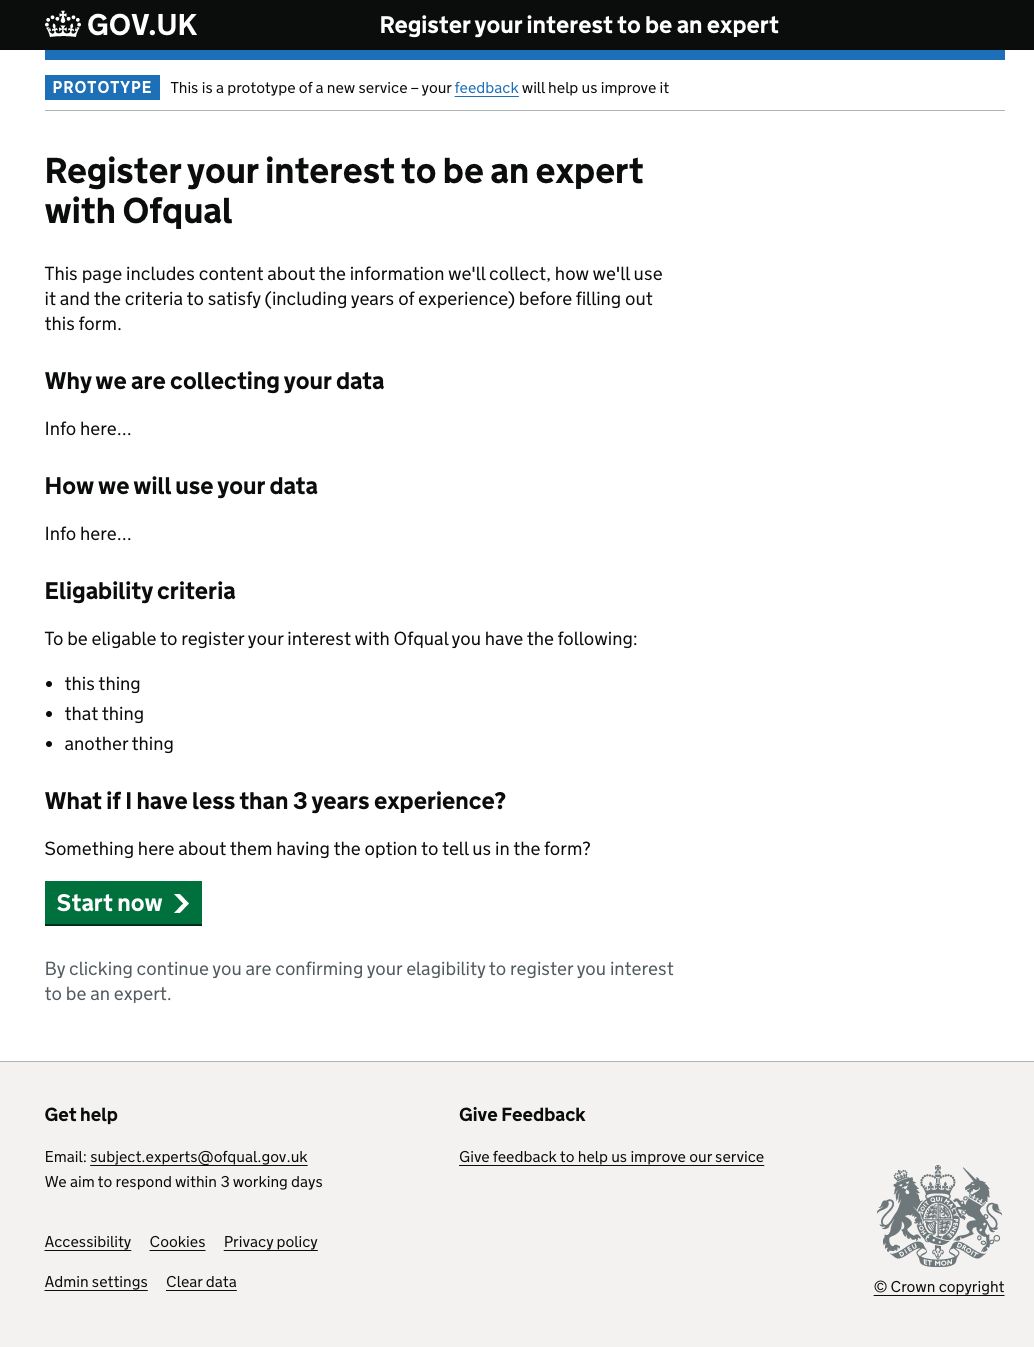 GOV.UK
Register your interest to be an expert
PROTOTYPE This is a prototype of a new service – your feedback will help us improve it
Register your interest to be an expert
with Ofqual
This page includes content about the information we'll collect, how we'll use
it and the criteria to satisfy (including years of experience) before filling out
this form.
Why we are collecting your data
Info here...
How we will use your data
Info here...
Eligability criteria
To be eligable to register your interest with Ofqual you have the following:
• this thing
• that thing
• another thing
What if I have less than 3 years experience?
Something here about them having the option to tell us in the form?
Start now
By clicking continue you are confirming your elagibility to register you interest
to be an expert.
Get help
Email: subject.experts@ofqual.gov.uk
We aim to respond within 3 working days
Give Feedback
Give feedback to help us improve our service
Accessibility Cookies Privacy policy
Admin settings Clear data
DIEU ET MON DROIT
© Crown copyright